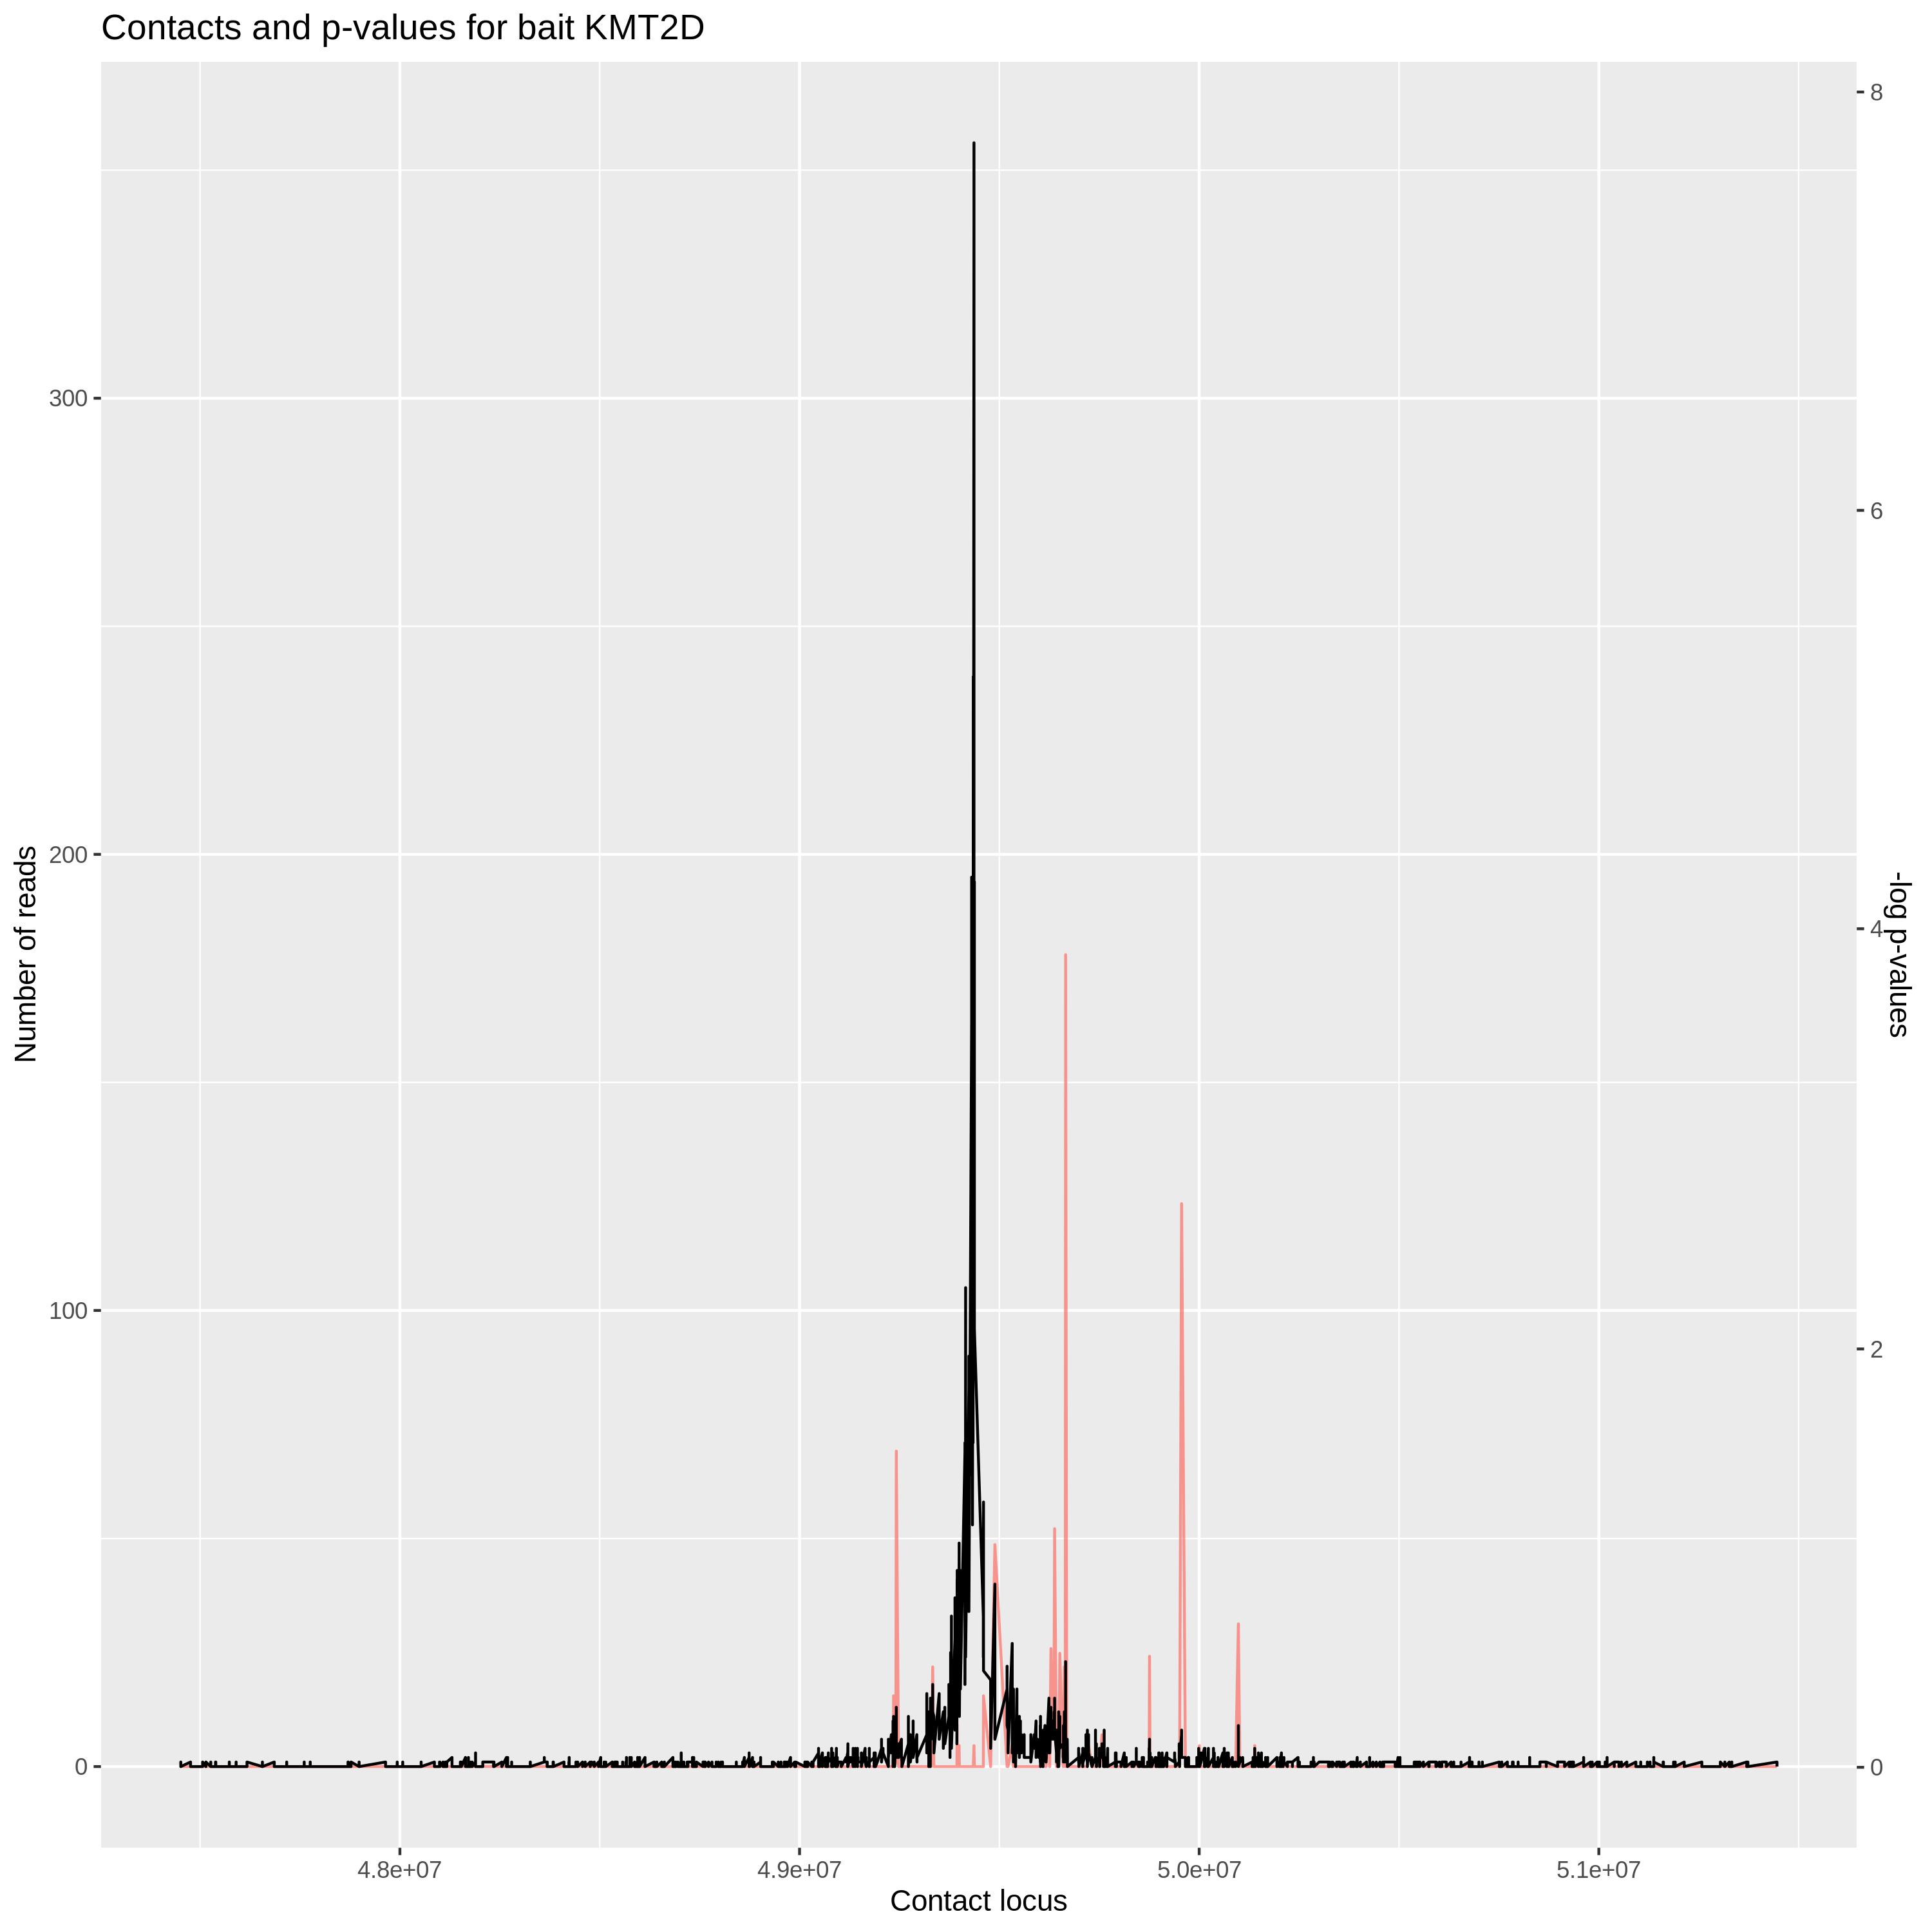 Contacts and p-values for bait KMT2D
8
300
6
200
4
Number of reads
-log p-values
100
2
0
0
4.8e+07
4.9e+07
5.0e+07
5.1e+07
Contact locus